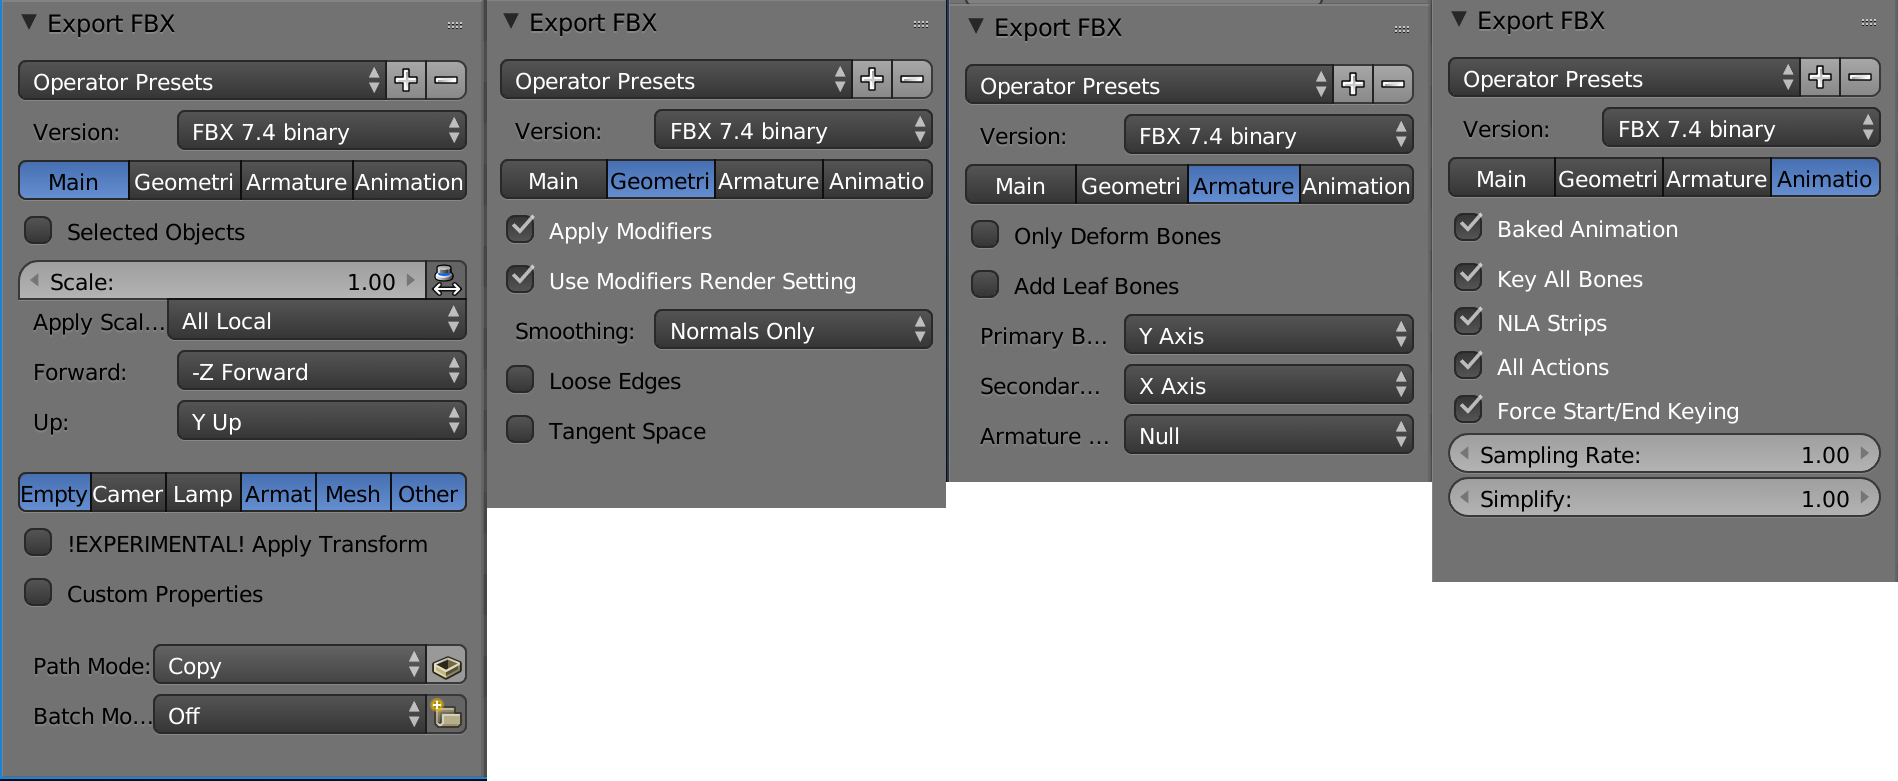 Export FBX
Operator Presets
Version: FBX 7.4 binary
Main Geometri Armature Animation
Selected Objects
Scale: 1.00
Apply Scal... All Local
Forward: -Z Forward
Up: Y Up
Empty Camer Lamp Armat Mesh Other
!EXPERIMENTAL! Apply Transform
Custom Properties
Path Mode: Copy
Batch Mo... Off
Export FBX
Operator Presets
Version: FBX 7.4 binary
Main Geometri Armature Animatio
Apply Modifiers
Use Modifiers Render Setting
Smoothing: Normals Only
Loose Edges
Tangent Space
Export FBX
Operator Presets
Version: FBX 7.4 binary
Main Geometri Armature Animation
Only Deform Bones
Add Leaf Bones
Primary B... Y Axis
Secondar... X Axis
Armature ... Null
Export FBX
Operator Presets
Version: FBX 7.4 binary
Main Geometri Armature Animatio
Baked Animation
Key All Bones
NLA Strips
All Actions
Force Start/End Keying
Sampling Rate: 1.00
Simplify: 1.00